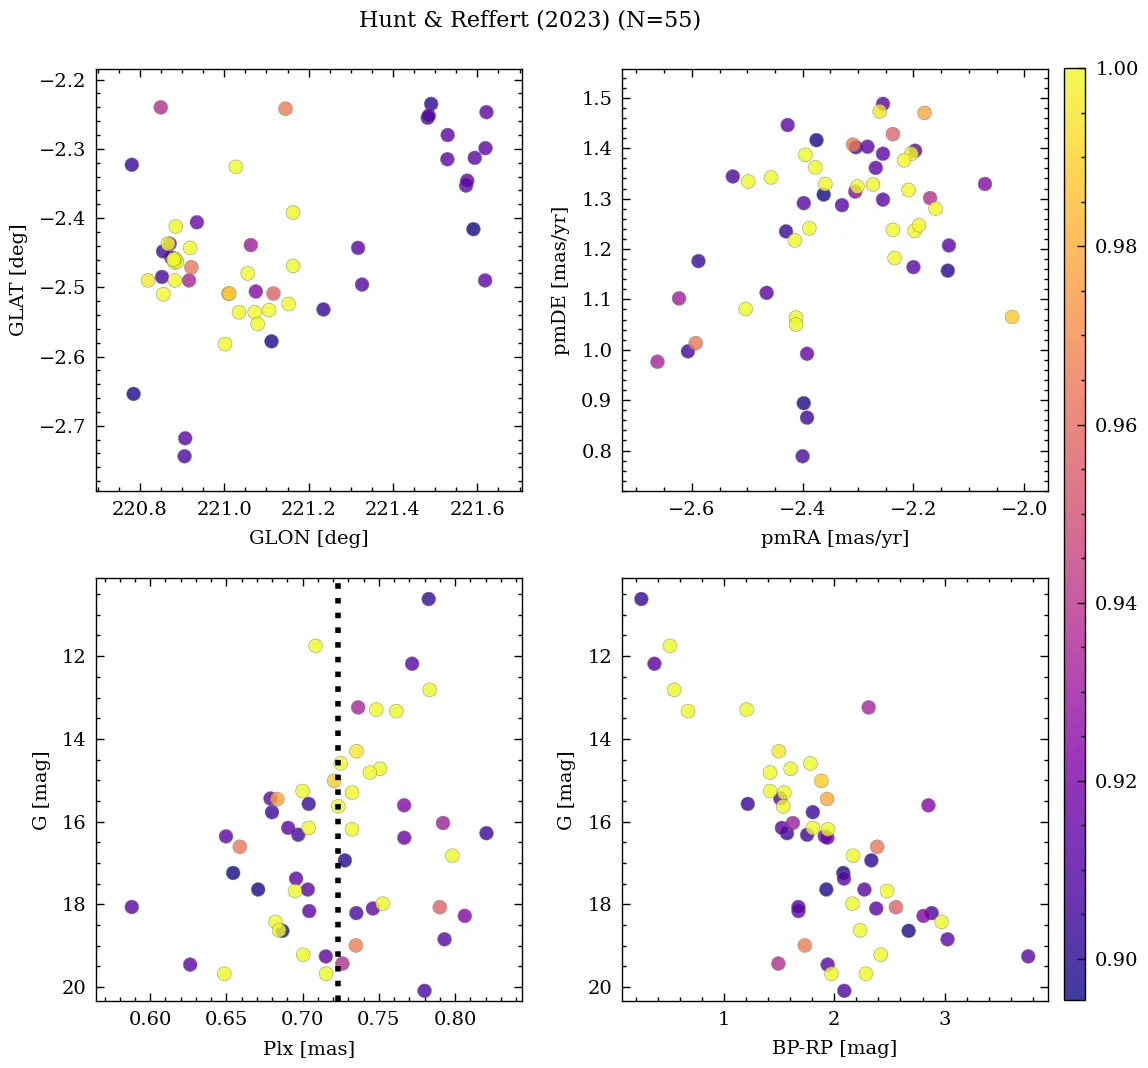 Hunt & Reffert (2023) (N=55)
−2.2
−2.3
−2.4
−2.5
−2.6
−2.7
GLAT [deg]
220.8 221.0 221.2 221.4 221.6
GLON [deg]
1.5
1.4
1.3
1.2
1.1
1.0
0.9
0.8
pmDE [mas/yr]
−2.6 −2.4 −2.2 −2.0
pmRA [mas/yr]
12
14
16
18
20
G [mag]
0.60 0.65 0.70 0.75 0.80
Plx [mas]
12
14
16
18
20
G [mag]
1 2 3
BP-RP [mag]
1.00
0.98
0.96
0.94
0.92
0.90